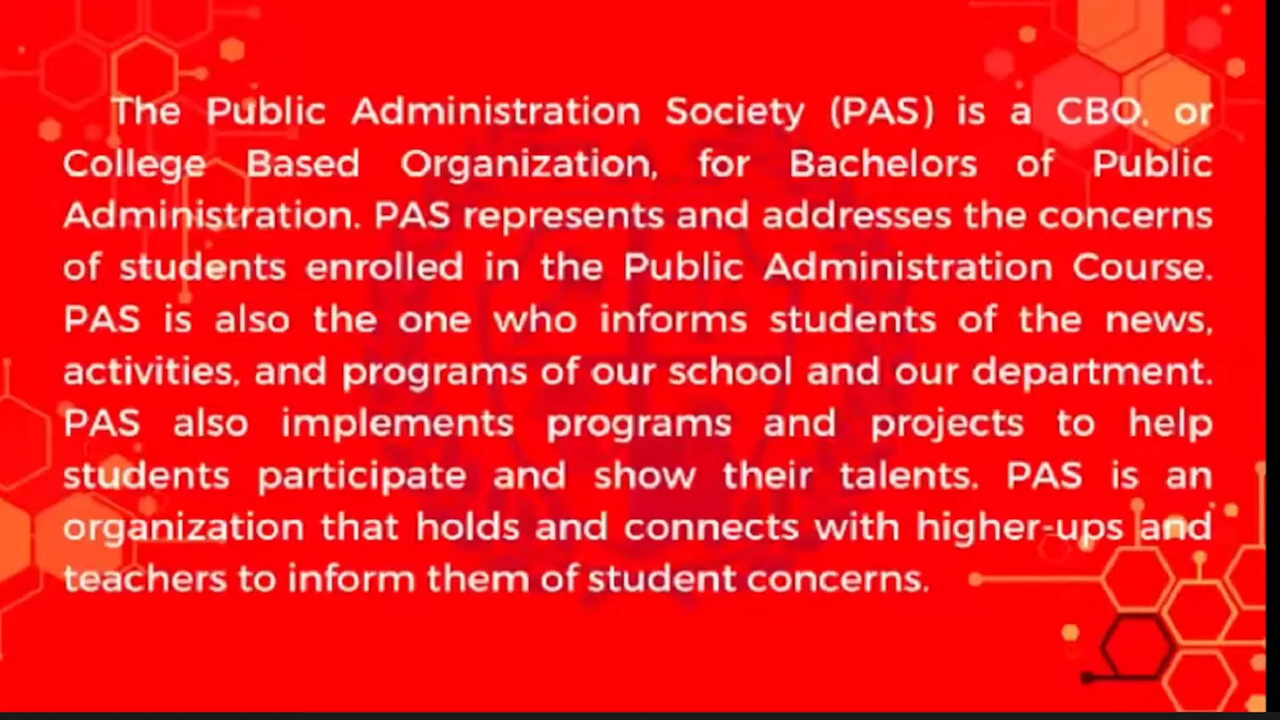 The Public Administration Society (PAS) is a CBO, or
College Based Organization, for Bachelors of Public
Administration. PAS represents and addresses the concerns
of students enrolled in the Public Administration Course.
PAS is also the one who informs students of the news,
activities, and programs of our school and our department.
PAS also implements programs and projects to help
students participate and show their talents. PAS is an
organization that holds and connects with higher-ups and
teachers to inform them of student concerns.